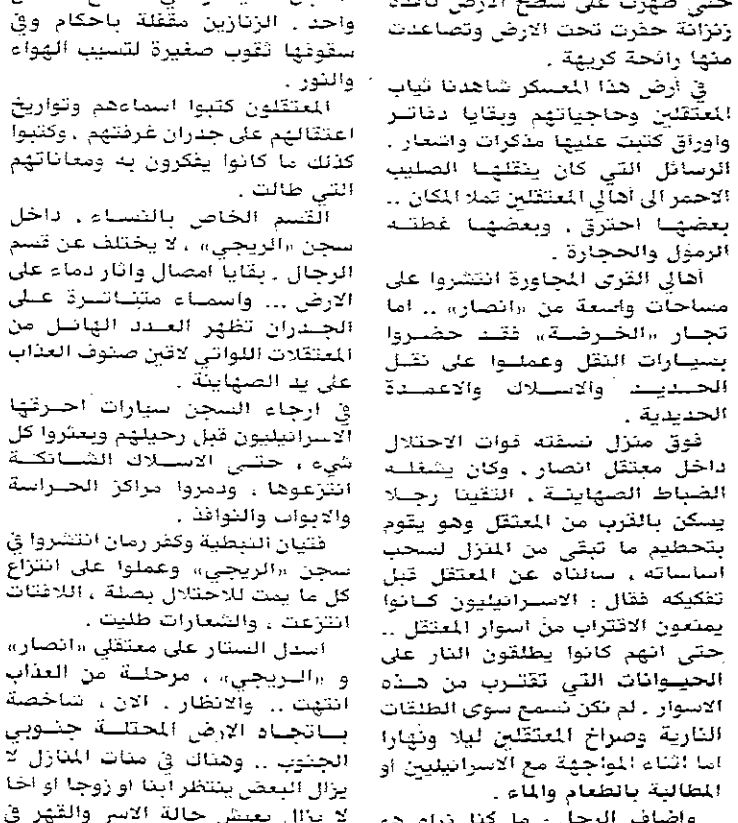 حتى ظهرت على سطح الارض نافذة
زنزانة حفرت تحت الارض وتصاعدت
منها رائحة كريهة .
في أرض هذا المعسكر شاهدنا ثياب
المعتقلين وحاجياتهم وبقايا دفاتر
واوراق كتبت عليها مذكرات واشعار .
الرسائل التي كان ينقلها الصليب
الاحمر الى أهالي المعتقلين تملا المكان ..
بعضها احترق . وبعضها غطته
الرمول والحجارة .
أهالي القرى المجاورة انتشروا على
مساحات واسعة من «انصار» .. اما
تجار «الخرضة» فقد حضروا
بسيارات النقل وعملوا على نقل
الحديد والاسلاك والاعمدة
الحديدية .
فوق منزل نسفته قوات الاحتلال
داخل معتقل انصار . وكان يشغله
الضباط الصهاينة ، التقينا رجلا
يسكن بالقرب من المعتقل وهو يقوم
بتحطيم ما تبقى من المنزل لسحب
اساساته ، سالناه عن المعتقل قبل
تفكيكه فقال : الاسرائيليون كانوا
يمنعون الاقتراب من اسوار المعتقل ..
حتى انهم كانوا يطلقون النار على
الحيوانات التي تقترب من هذه
الاسوار . لم نكن نسمع سوى الطلقات
النارية وصراخ المعتقلين ليلا ونهارا
اما اثناء المواجهة مع الاسرائيليين او
المطالبة بالطعام والماء .
واضاف الرجل : ما كنا نراه هو
واحد . الزنازين مقفلة باحكام وفي
سقوفها ثقوب صغيرة لتسيب الهواء
والنور .
المعتقلون كتبوا اسماءهم وتواريخ
اعتقالهم على جدران غرفتهم . وكتبوا
كذلك ما كانوا يفكرون به ومعاناتهم
التي طالت .
القسم الخاص بالنساء . داخل
سجن «الريجي» ، لا يختلف عن قسم
الرجال . بقايا امصال واثار دماء على
الارض ... واسماء متناثرة على
الجدران تظهر العدد الهائل من
المعتقلات اللواتي لاقين صنوف العذاب
على يد الصهاينة .
في ارجاء السجن سيارات احرقها
الاسرائيليون قبل رحيلهم وبعثروا كل
شيء ، حتى الاسلاك الشائكة
انتزعوها ، ودمروا مراكز الحراسة
والابواب والنوافذ .
فتيان النبطية وكفر رمان انتشروا في
سجن «الريجي» وعملوا على انتزاع
كل ما يمت للاحتلال بصلة ، اللافتات
انتزعت ، والشعارات طليت .
اسدل الستار على معتقلي «انصار»
و «الريجي» ، مرحلة من العذاب
انتهت .. والانظار . الان ، شاخصة
باتجاه الارض المحتلة جنوبي
الجنوب .. وهناك في مئات المنازل لا
يزال البعض ينتظر ابنا او زوجا او اخا
لا يزال يعيش حالة الاسر والقهر في